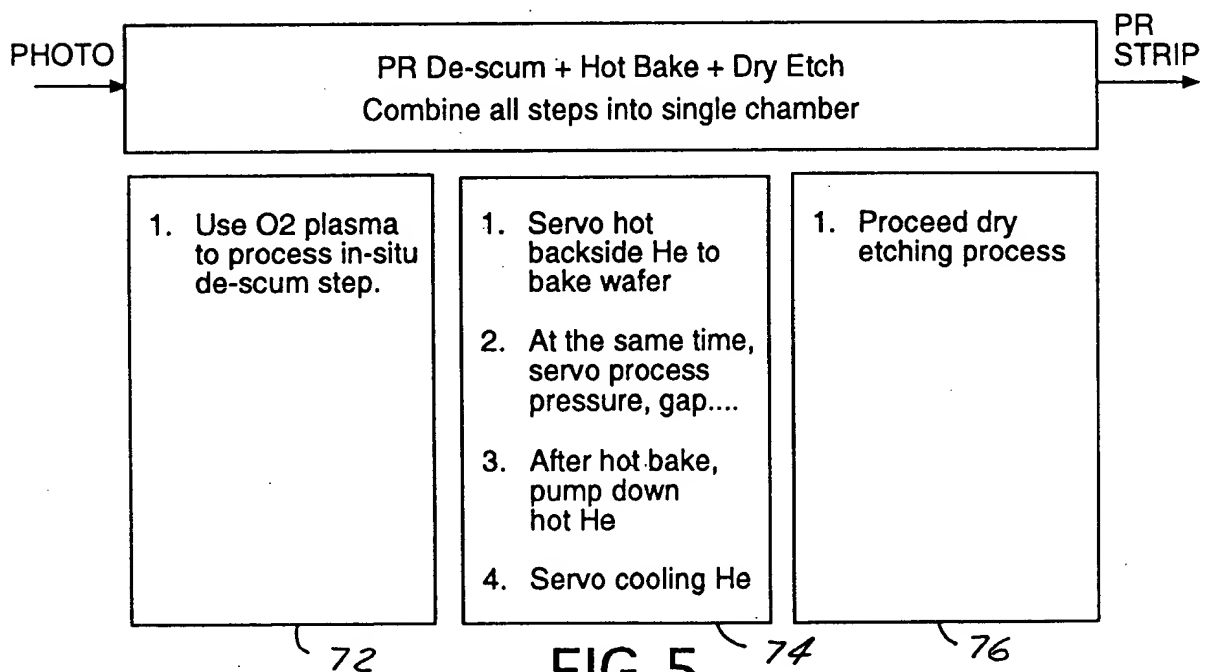 PHOTO
PR De-scum + Hot Bake + Dry Etch
Combine all steps into single chamber
PR
STRIP
1. Use O2 plasma
to process in-situ
de-scum step.
1. Servo hot
backside He to
bake wafer
2. At the same time,
servo process
pressure, gap....
3. After hot bake,
pump down
hot He
4. Servo cooling He
1. Proceed dry
etching process
72
74
76
FIG. 5